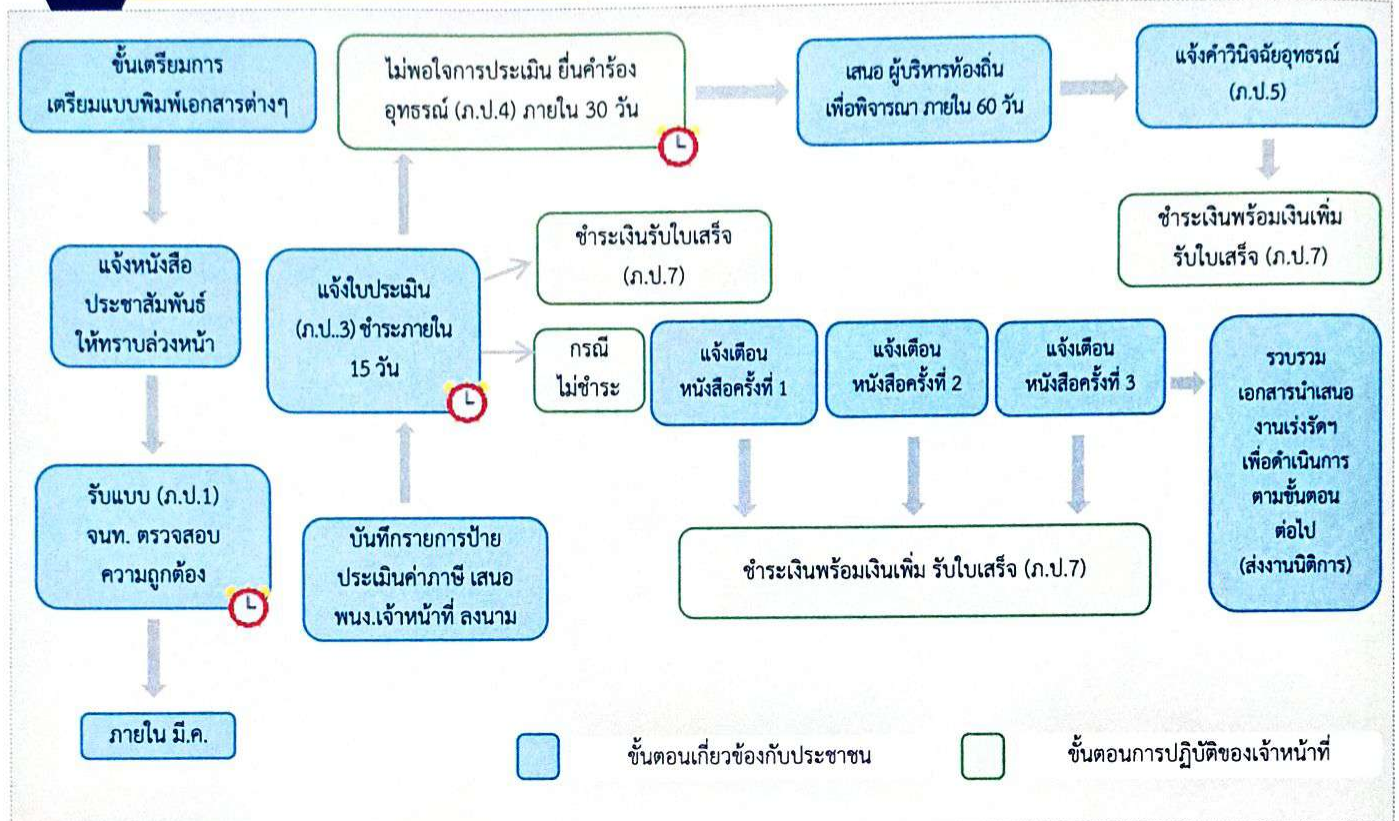 ขั้นเตรียมการ
เตรียมแบบพิมพ์เอกสารต่างๆ
ไม่พอใจการประเมิน ยื่นคำร้อง
อุทธรณ์ (ภ.ป.4) ภายใน 30 วัน
เสนอ ผู้บริหารท้องถิ่น
เพื่อพิจารณา ภายใน 60 วัน
แจ้งคำวินิจฉัยอุทธรณ์
(ภ.ป.5)
ชำระเงินพร้อมเงินเพิ่ม
รับใบเสร็จ (ภ.ป.7)
แจ้งหนังสือ
ประชาสัมพันธ์
ให้ทราบล่วงหน้า
แจ้งใบประเมิน
(ภ.ป..3) ชำระภายใน
15 วัน
ชำระเงินรับใบเสร็จ
(ภ.ป.7)
กรณี
ไม่ชำระ
แจ้งเตือน
หนังสือครั้งที่ 1
แจ้งเตือน
หนังสือครั้งที่ 2
แจ้งเตือน
หนังสือครั้งที่ 3
รวบรวม
เอกสารนำเสนอ
งานเร่งรัดฯ
เพื่อดำเนินการ
ตามขั้นตอน
ต่อไป
(ส่งงานนิติการ)
รับแบบ (ภ.ป.1)
จนท. ตรวจสอบ
ความถูกต้อง
บันทึกรายการป้าย
ประเมินค่าภาษี เสนอ
พนง.เจ้าหน้าที่ ลงนาม
ชำระเงินพร้อมเงินเพิ่ม รับใบเสร็จ (ภ.ป.7)
ภายใน มี.ค.
ขั้นตอนเกี่ยวข้องกับประชาชน
ขั้นตอนการปฏิบัติของเจ้าหน้าที่